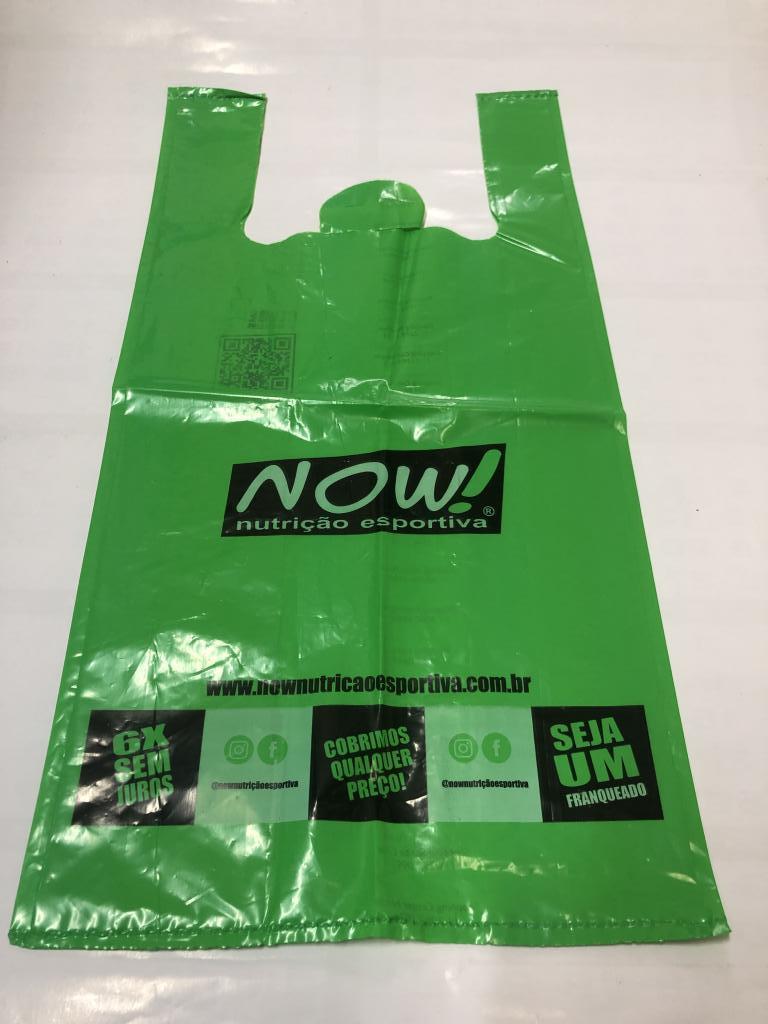 NOW!
nutrição esportiva ®
www.nownutricaoesportiva.com.br
6X
SEM
JUROS
@nownutriçãoesportiva
COBRIMOS
QUALQUER
PREÇO!
@nownutriçãoesportiva
SEJA
UM
FRANQUEADO